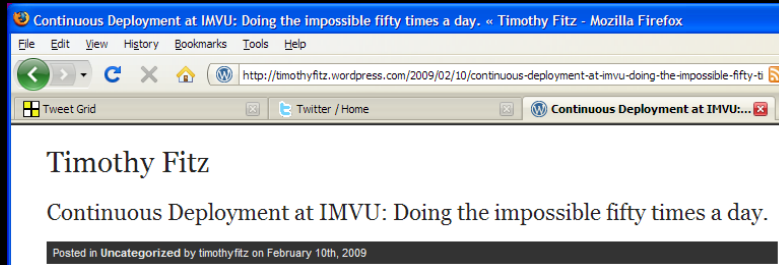 Continuous Deployment at IMVU: Doing the impossible fifty times a day. « Timothy Fitz - Mozilla Firefox
File Edit View History Bookmarks Tools Help
http://timothyfitz.wordpress.com/2009/02/10/continuous-deployment-at-imvu-doing-the-impossible-fifty-ti
Tweet Grid Twitter / Home Continuous Deployment at IMVU:...
Timothy Fitz
Continuous Deployment at IMVU: Doing the impossible fifty times a day.
Posted in Uncategorized by timothyfitz on February 10th, 2009